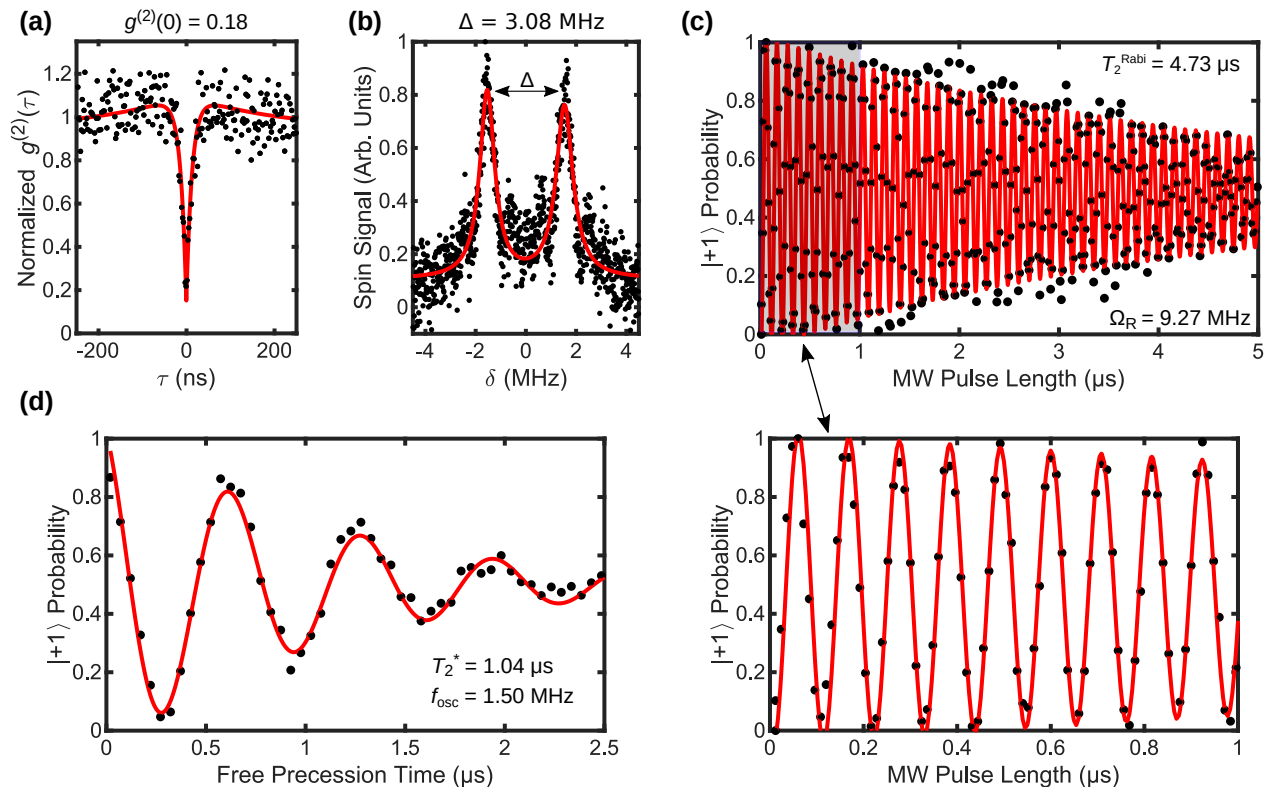 (a)
g(2)(0) = 0.18
Normalized g(2)(τ)
1.4
1.2
1
0.8
0.6
0.4
0.2
0
-200
0
200
τ (ns)
(b)
Δ = 3.08 MHz
Δ
Spin Signal (Arb. Units)
1
0.8
0.6
0.4
0.2
0
-4
-2
0
2
4
δ (MHz)
(c)
T2Rabi = 4.73 µs
ΩR = 9.27 MHz
|+1⟩ Probability
1
0.8
0.6
0.4
0.2
0
0
1
2
3
4
5
MW Pulse Length (µs)
(d)
|+1⟩ Probability
1
0.8
0.6
0.4
0.2
0
T2* = 1.04 µs
fosc = 1.50 MHz
0
0.5
1
1.5
2
2.5
Free Precession Time (µs)
|+1⟩ Probability
1
0.8
0.6
0.4
0.2
0
0
0.2
0.4
0.6
0.8
1
MW Pulse Length (µs)